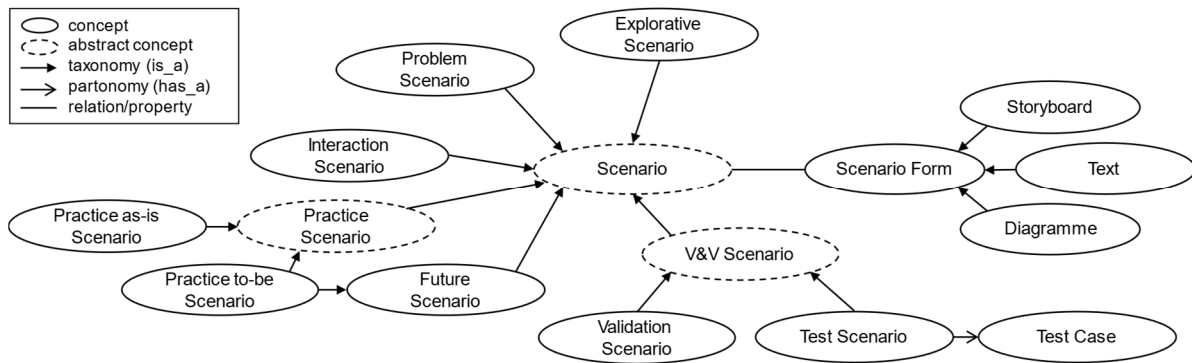 concept
abstract concept
taxonomy (is_a)
partonomy (has_a)
relation/property
Explorative
Scenario
Problem
Scenario
Interaction
Scenario
Scenario
Scenario Form
Storyboard
Text
Diagramme
Practice as-is
Scenario
Practice
Scenario
Practice to-be
Scenario
Future
Scenario
V&V Scenario
Validation
Scenario
Test Scenario
Test Case